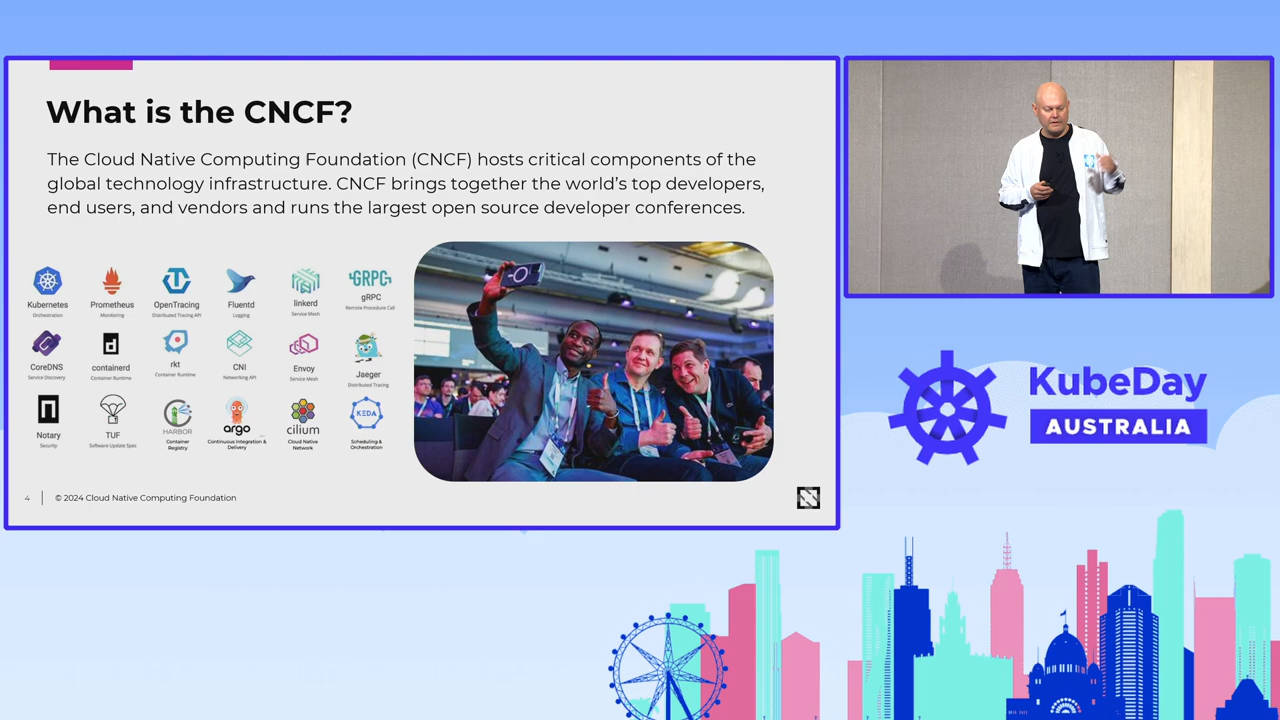 What is the CNCF?
The Cloud Native Computing Foundation (CNCF) hosts critical components of the
global technology infrastructure. CNCF brings together the world's top developers,
end users, and vendors and runs the largest open source developer conferences.
Kubernetes
Orchestration
Prometheus
Monitoring
OpenTracing
Distributed Tracing API
Fluentd
Logging
linkerd
Service Mesh
GRPC
gRPC
Remote Procedure Call
CoreDNS
Service Discovery
containerd
Container Runtime
rkt
Container Runtime
CNI
Networking API
Envoy
Service Mesh
Jaeger
Distributed Tracing
Notary
Security
TUF
Software Update Spec
HARBOR
Container
Registry
argo
Continuous Integration &
Delivery
cilium
Cloud Native
Network
KEDA
Scheduling &
Orchestration
4
© 2024 Cloud Native Computing Foundation
KubeDay
AUSTRALIA